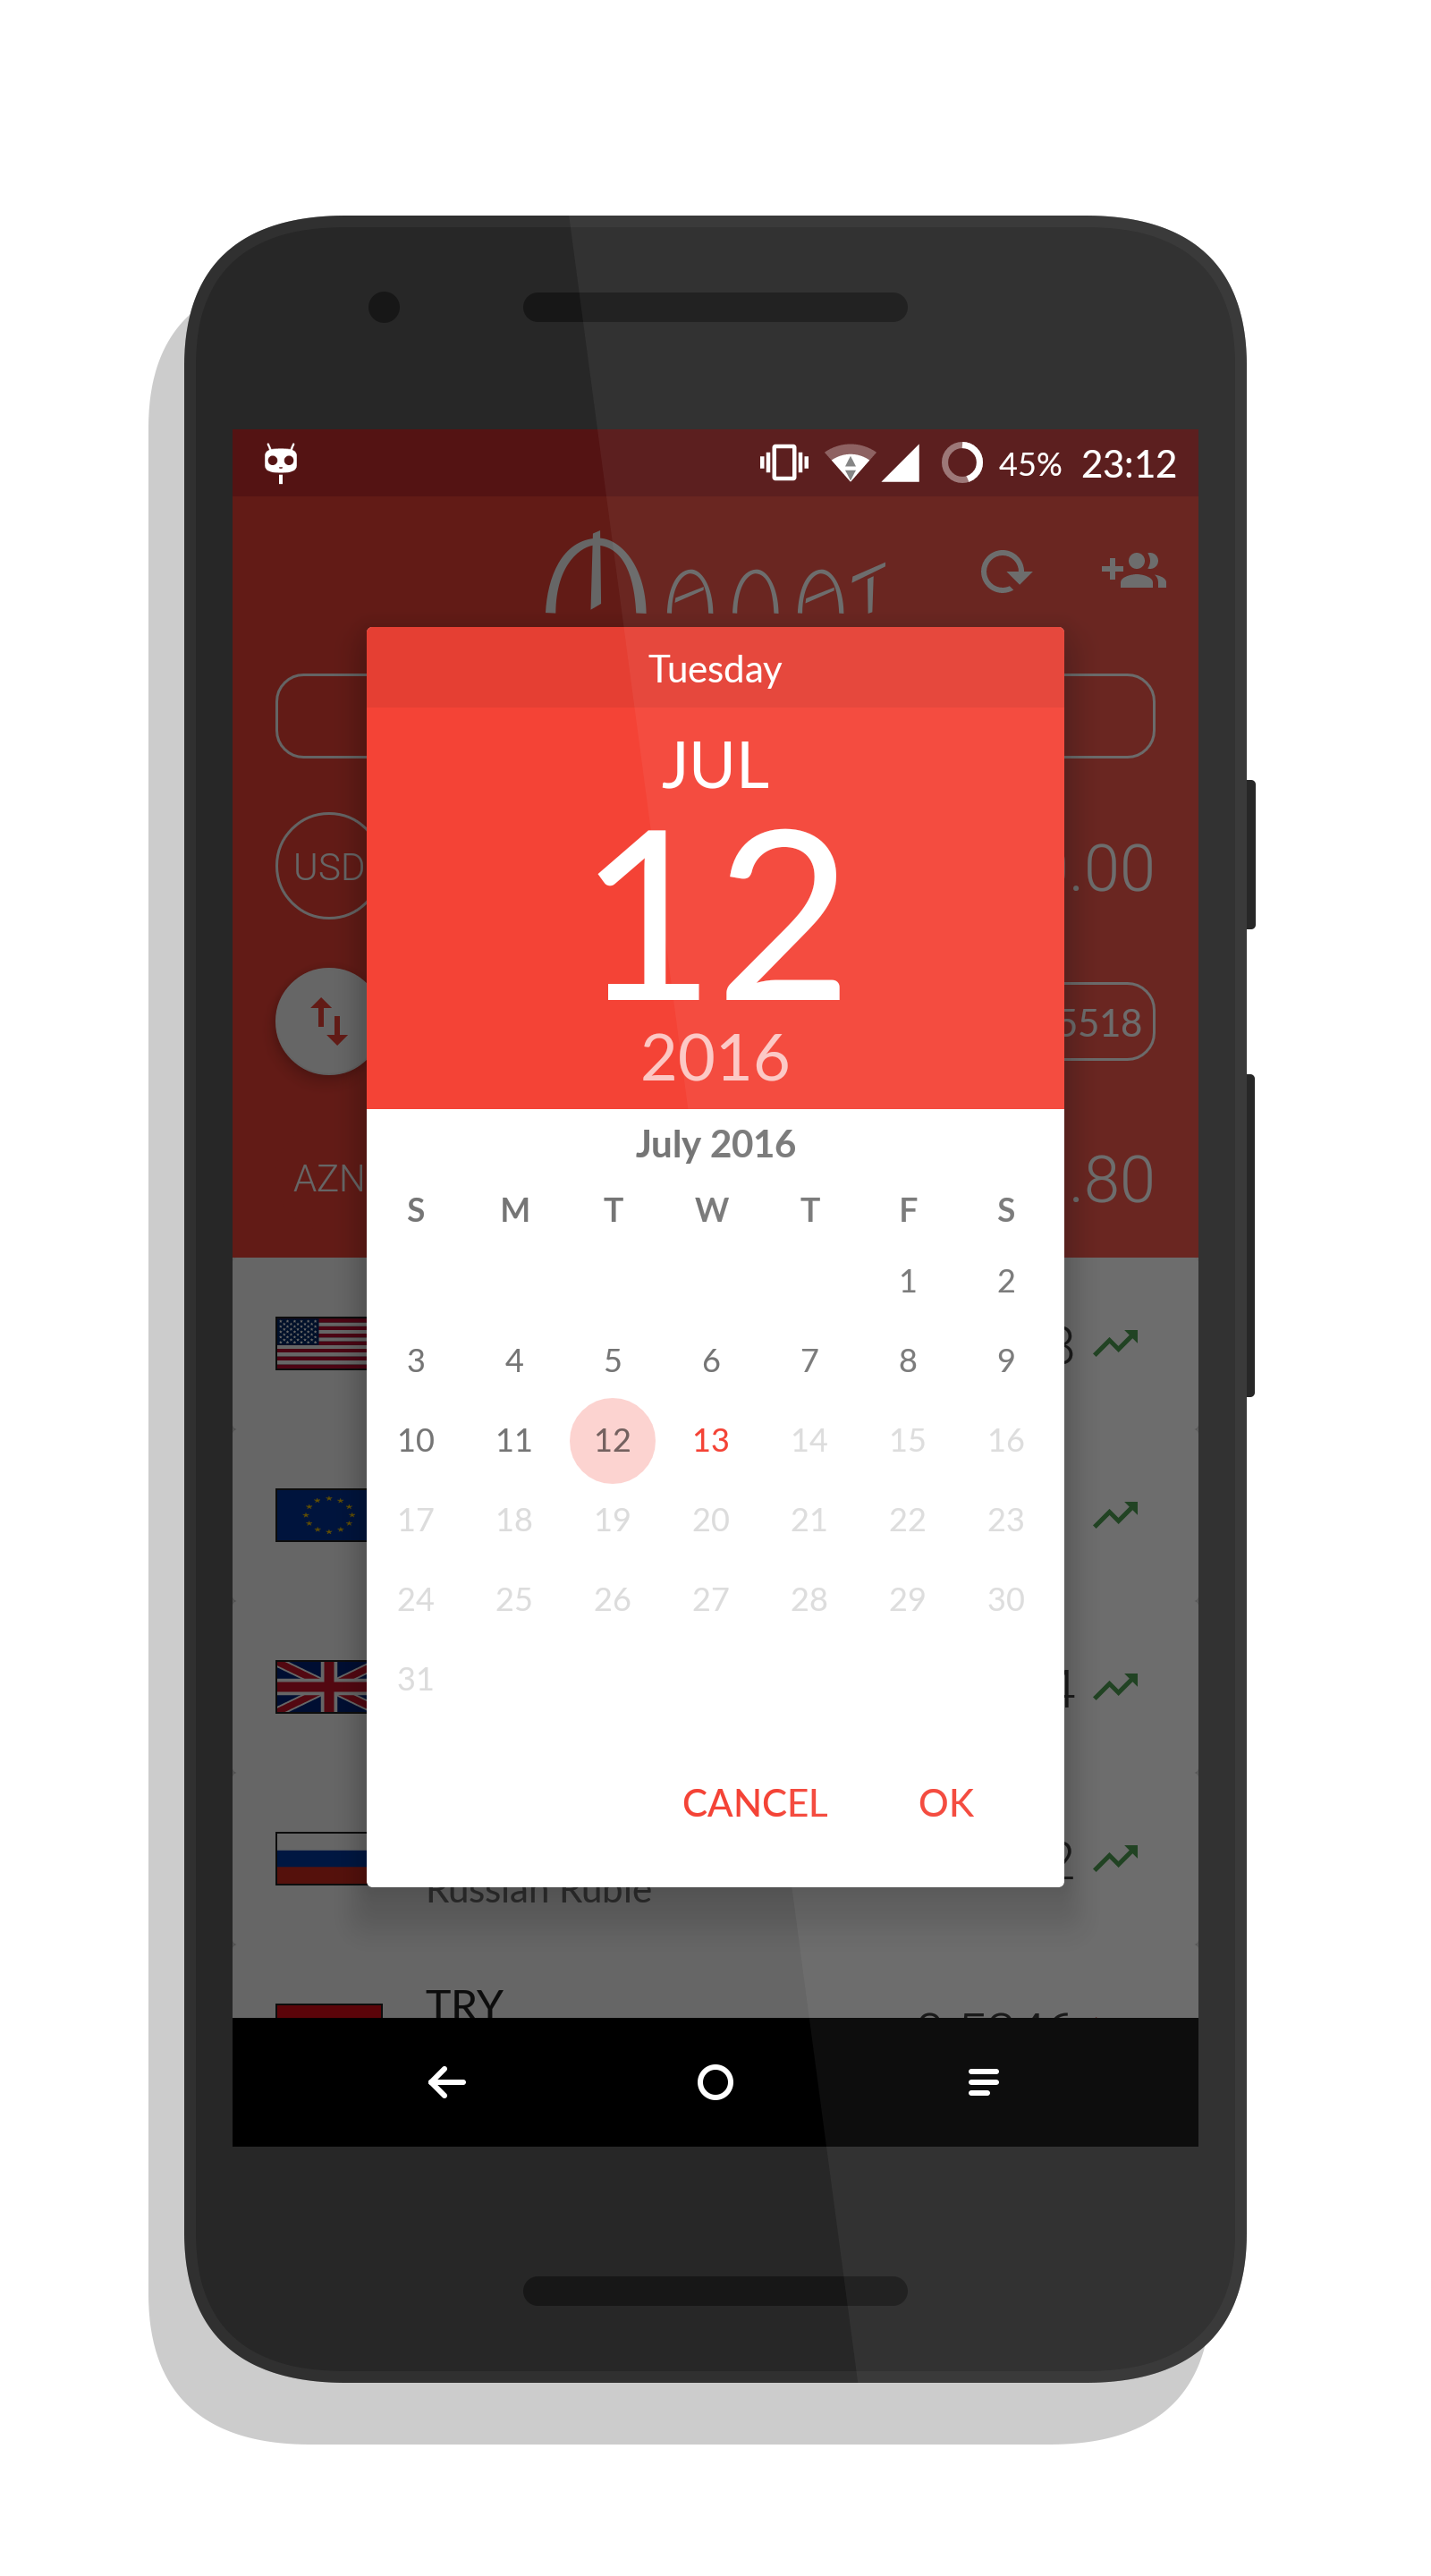 45% 23:12
MANAT
Tuesday
JUL
USD
12
.00
5518
2016
July 2016
AZN
.80
S M T W T F S
1 2
3 4 5 6 7 8 9
10 11 12 13 14 15 16
17 18 19 20 21 22 23
24 25 26 27 28 29 30
31
4
CANCEL OK
2
Russian Ruble
TRY